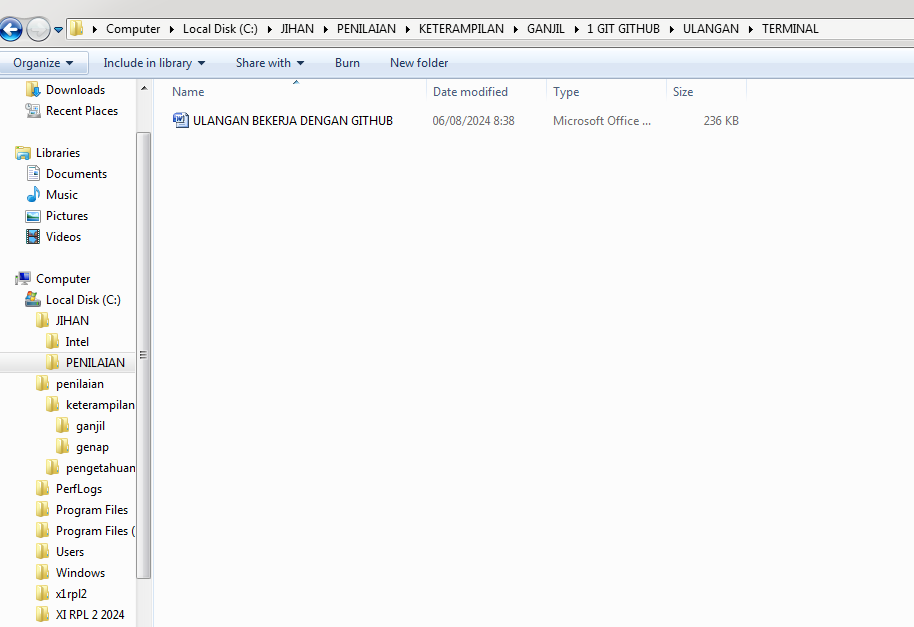 Computer Local Disk (C:) JIHAN PENILAIAN KETERAMPILAN GANJIL 1 GIT GITHUB ULANGAN TERMINAL
Organize Include in library Share with Burn New folder
Downloads
Recent Places
Libraries
Documents
Music
Pictures
Videos
Computer
Local Disk (C:)
JIHAN
Intel
PENILAIAN
penilaian
keterampilan
ganjil
genap
pengetahuan
PerfLogs
Program Files
Program Files (
Users
Windows
x1rpl2
XI RPL 2 2024
Name Date modified Type Size
ULANGAN BEKERJA DENGAN GITHUB 06/08/2024 8:38 Microsoft Office ... 236 KB